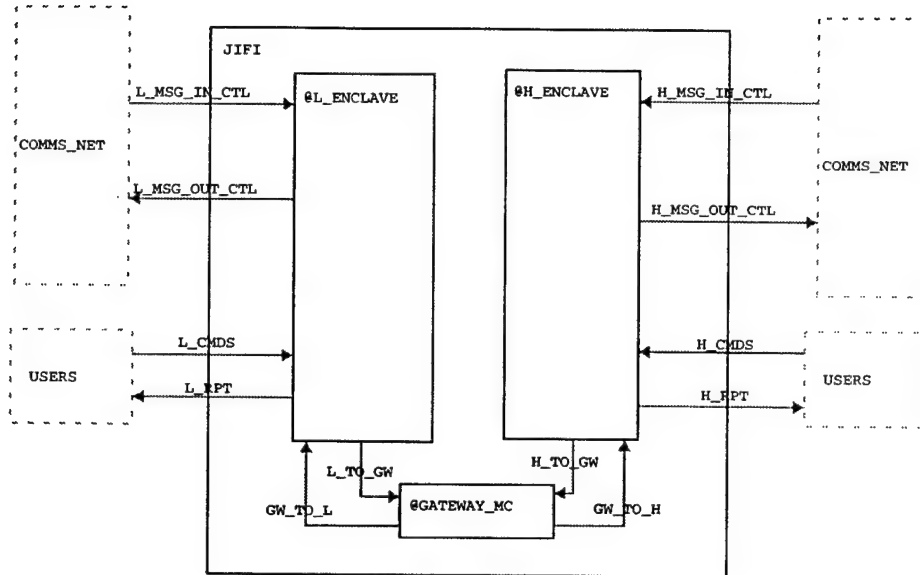 JIFI
L_MSG_IN_CTL
@L_ENCLAVE
@H_ENCLAVE
H_MSG_IN_CTL
COMMS_NET
COMMS_NET
L_MSG_OUT_CTL
H_MSG_OUT_CTL
L_CMDS
H_CMDS
USERS
L_RPT
H_RPT
USERS
L_TO_GW
H_TO_GW
GW_TO_L
@GATEWAY_MC
GW_TO_H